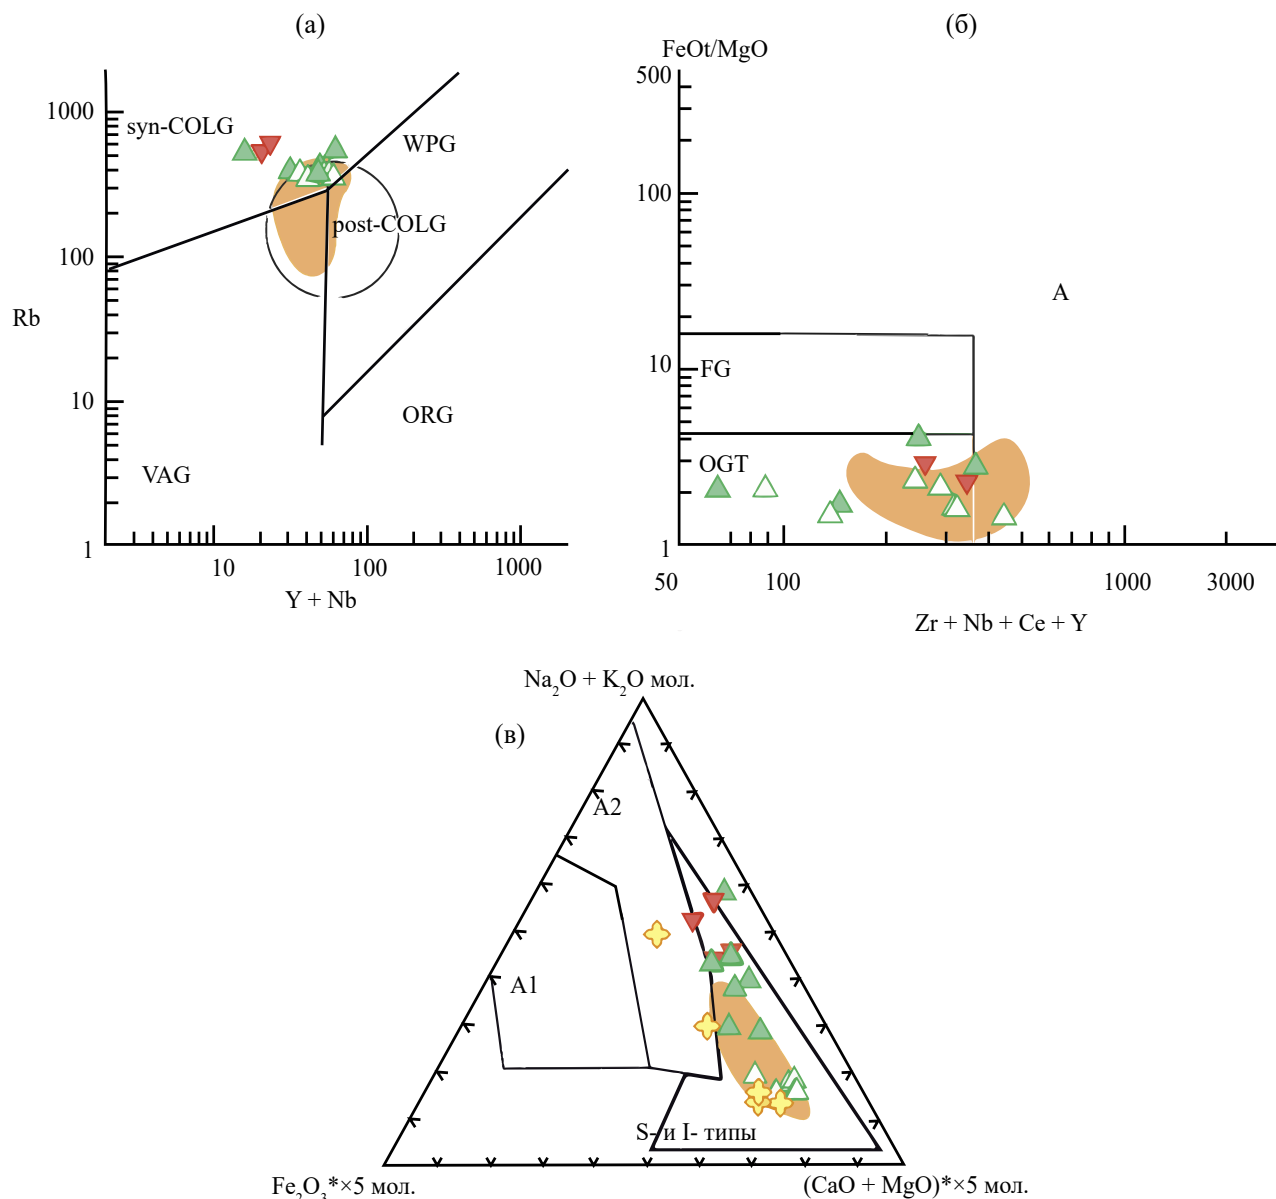 (а)
1000
syn-COLG
WPG
post-COLG
100
Rb
10
ORG
VAG
1
10
100
1000
Y + Nb
(б)
FeOt/MgO
500
100
A
10
FG
OGT
1
50
100
1000
3000
Zr + Nb + Ce + Y
(в)
Na₂O + K₂O мол.
A2
A1
S- и I- типы
Fe₂O₃*×5 мол.
(CaO + MgO)*×5 мол.